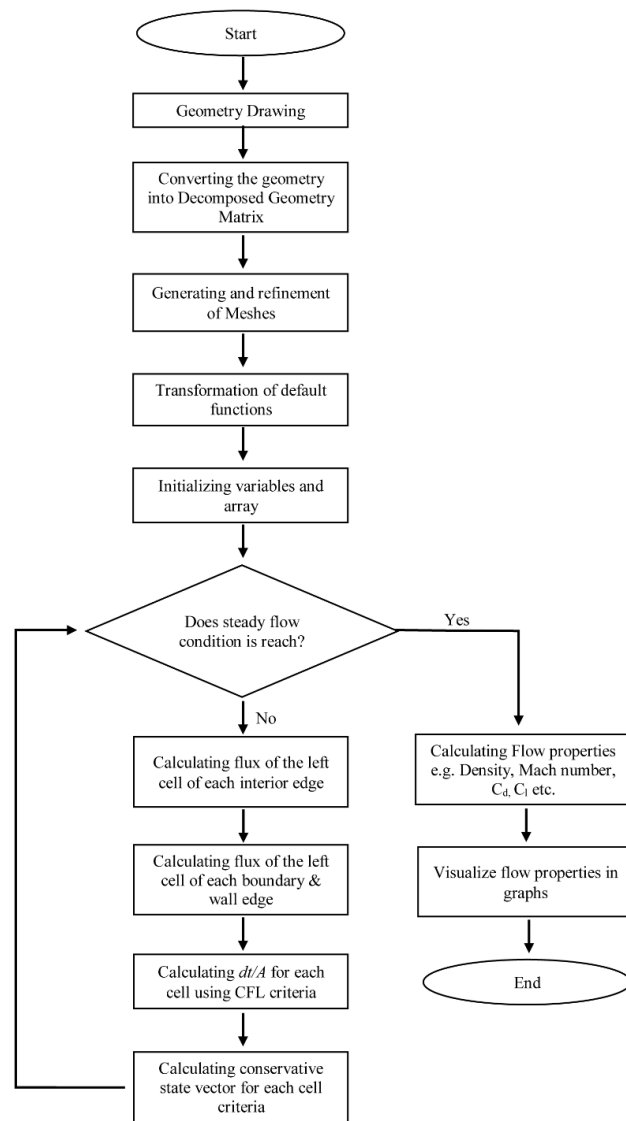 Start
Geometry Drawing
Converting the geometry
into Decomposed Geometry
Matrix
Generating and refinement
of Meshes
Transformation of default
functions
Initializing variables and
array
Does steady flow
condition is reach?
Yes
No
Calculating flux of the left
cell of each interior edge
Calculating flux of the left
cell of each boundary &
wall edge
Calculating dt/A for each
cell using CFL criteria
Calculating conservative
state vector for each cell
criteria
Calculating Flow properties
e.g. Density, Mach number,
Cd, Cl etc.
Visualize flow properties in
graphs
End